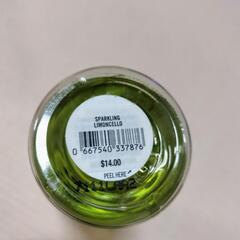 SPARKLING
LIMONCELLO
0 667540 337876
$14.00
PEEL HERE